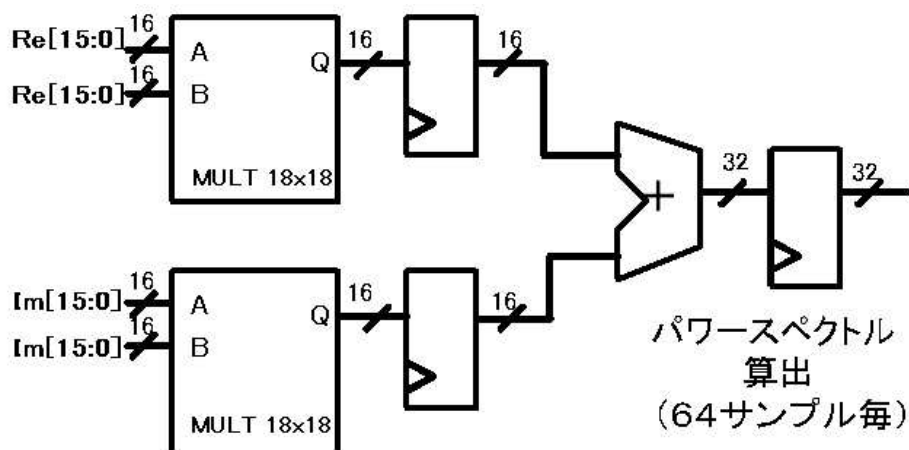 Re[15:0]
16
A
Re[15:0]
16
B
Q
MULT 18x18
16
16
Im[15:0]
16
A
Im[15:0]
16
B
Q
MULT 18x18
16
16
+
32
32
パワースペクトル
算出
(64サンプル毎)